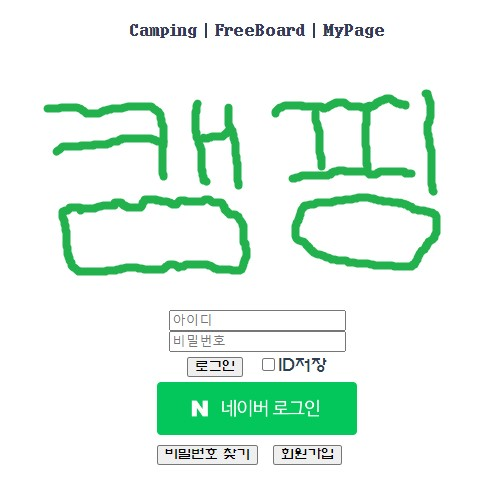 Camping | FreeBoard | MyPage
캠핑
아이디
비밀번호
로그인 ID저장
N 네이버 로그인
비밀번호 찾기 회원가입